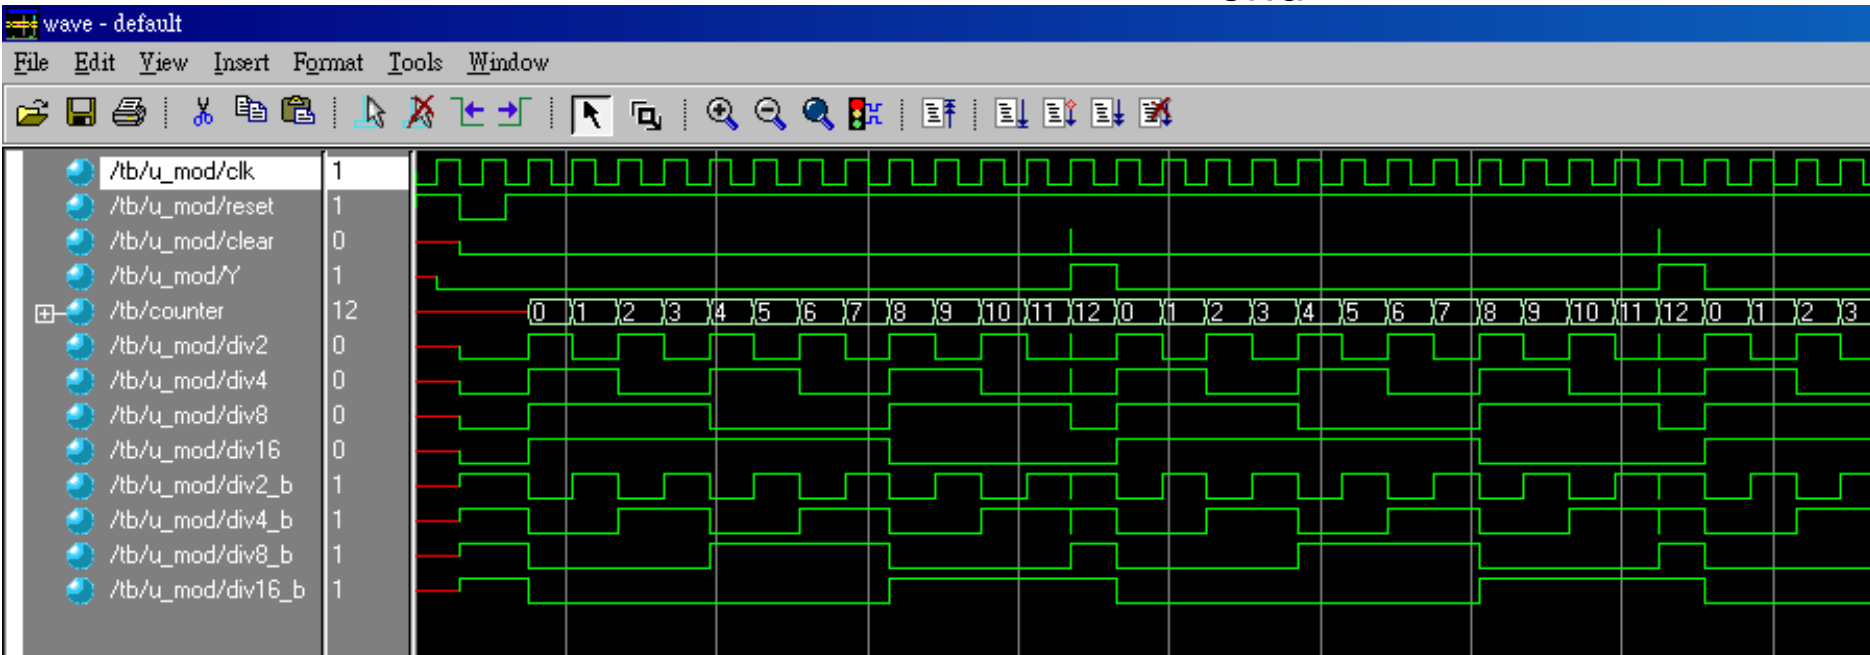 wave - default
File Edit View Insert Format Tools Window
/tb/u_mod/clk 1
/tb/u_mod/reset 1
/tb/u_mod/clear 0
/tb/u_mod/Y 1
/tb/counter 12 0 1 2 3 4 5 6 7 8 9 10 11 12 0 1 2 3 4 5 6 7 8 9 10 11 12 0 1 2 3
/tb/u_mod/div2 0
/tb/u_mod/div4 0
/tb/u_mod/div8 0
/tb/u_mod/div16 0
/tb/u_mod/div2_b 1
/tb/u_mod/div4_b 1
/tb/u_mod/div8_b 1
/tb/u_mod/div16_b 1